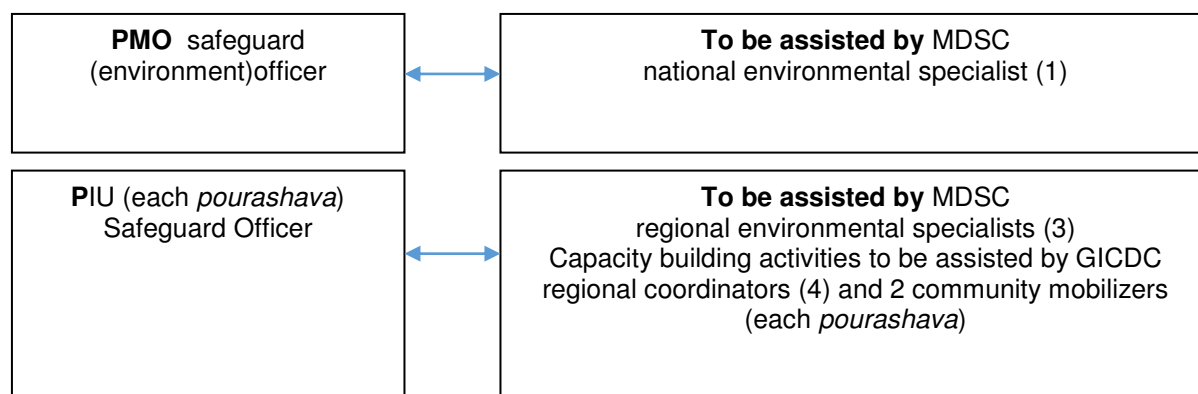 PMO safeguard
(environment)officer
To be assisted by MDSC
national environmental specialist (1)
PIU (each pourashava)
Safeguard Officer
To be assisted by MDSC
regional environmental specialists (3)
Capacity building activities to be assisted by GICDC
regional coordinators (4) and 2 community mobilizers
(each pourashava)